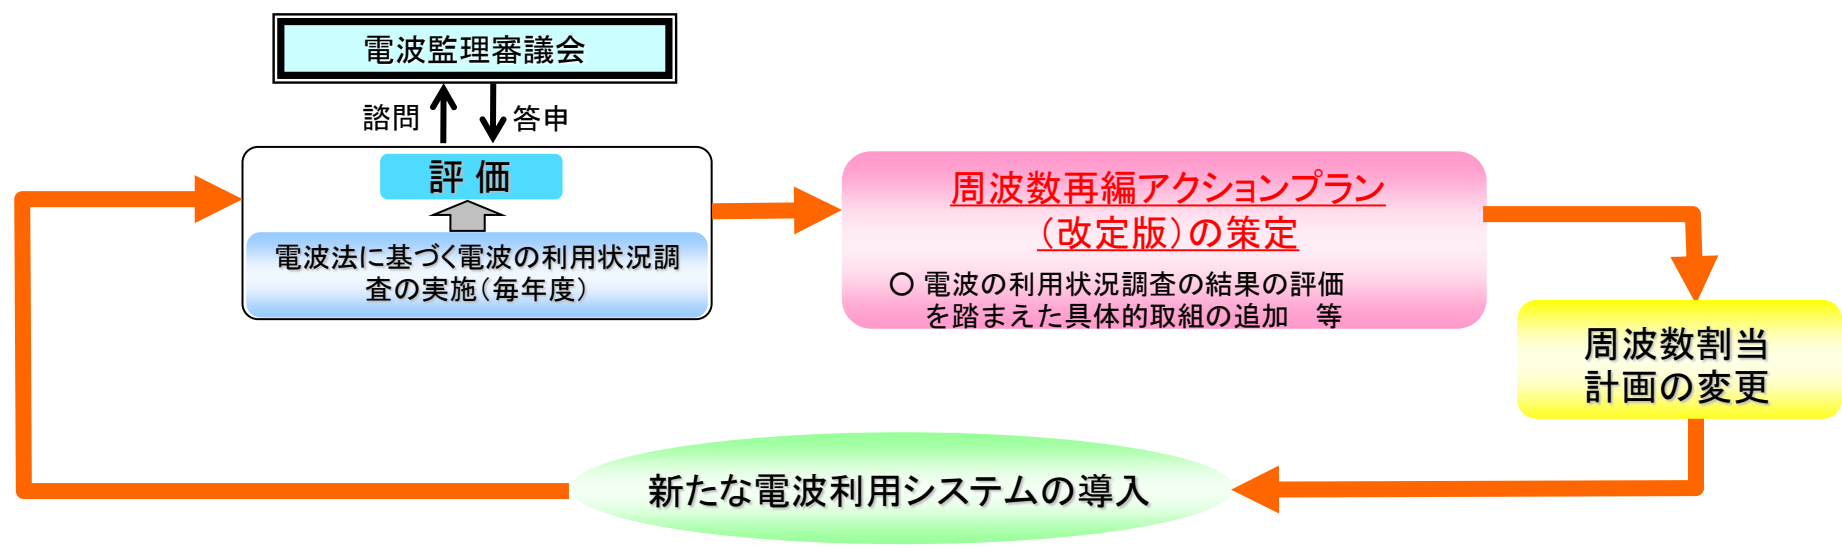 電波監理審議会
諮問
答申
評価
電波法に基づく電波の利用状況調
査の実施（毎年度）
周波数再編アクションプラン
（改定版）の策定
○ 電波の利用状況調査の結果の評価
を踏まえた具体的取組の追加　等
周波数割当
計画の変更
新たな電波利用システムの導入